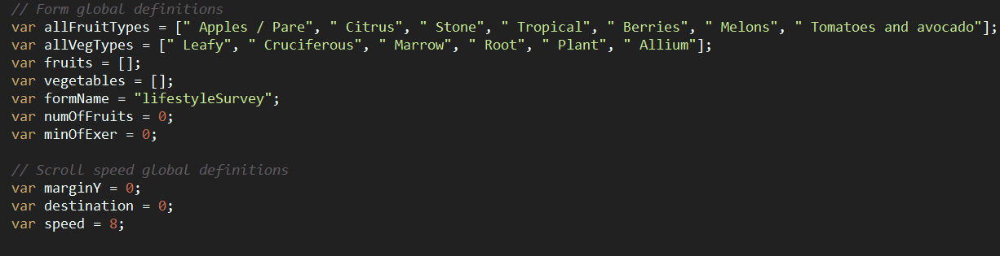 // Form global definitions
var allFruitTypes = [" Apples / Pare", " Citrus", " Stone", " Tropical", " Berries", " Melons", " Tomatoes and avocado"];
var allVegTypes = [" Leafy", " Cruciferous", " Marrow", " Root", " Plant", " Allium"];
var fruits = [];
var vegetables = [];
var formName = "lifestyleSurvey";
var numOfFruits = 0;
var minOfExer = 0;
// Scroll speed global definitions
var marginY = 0;
var destination = 0;
var speed = 8;